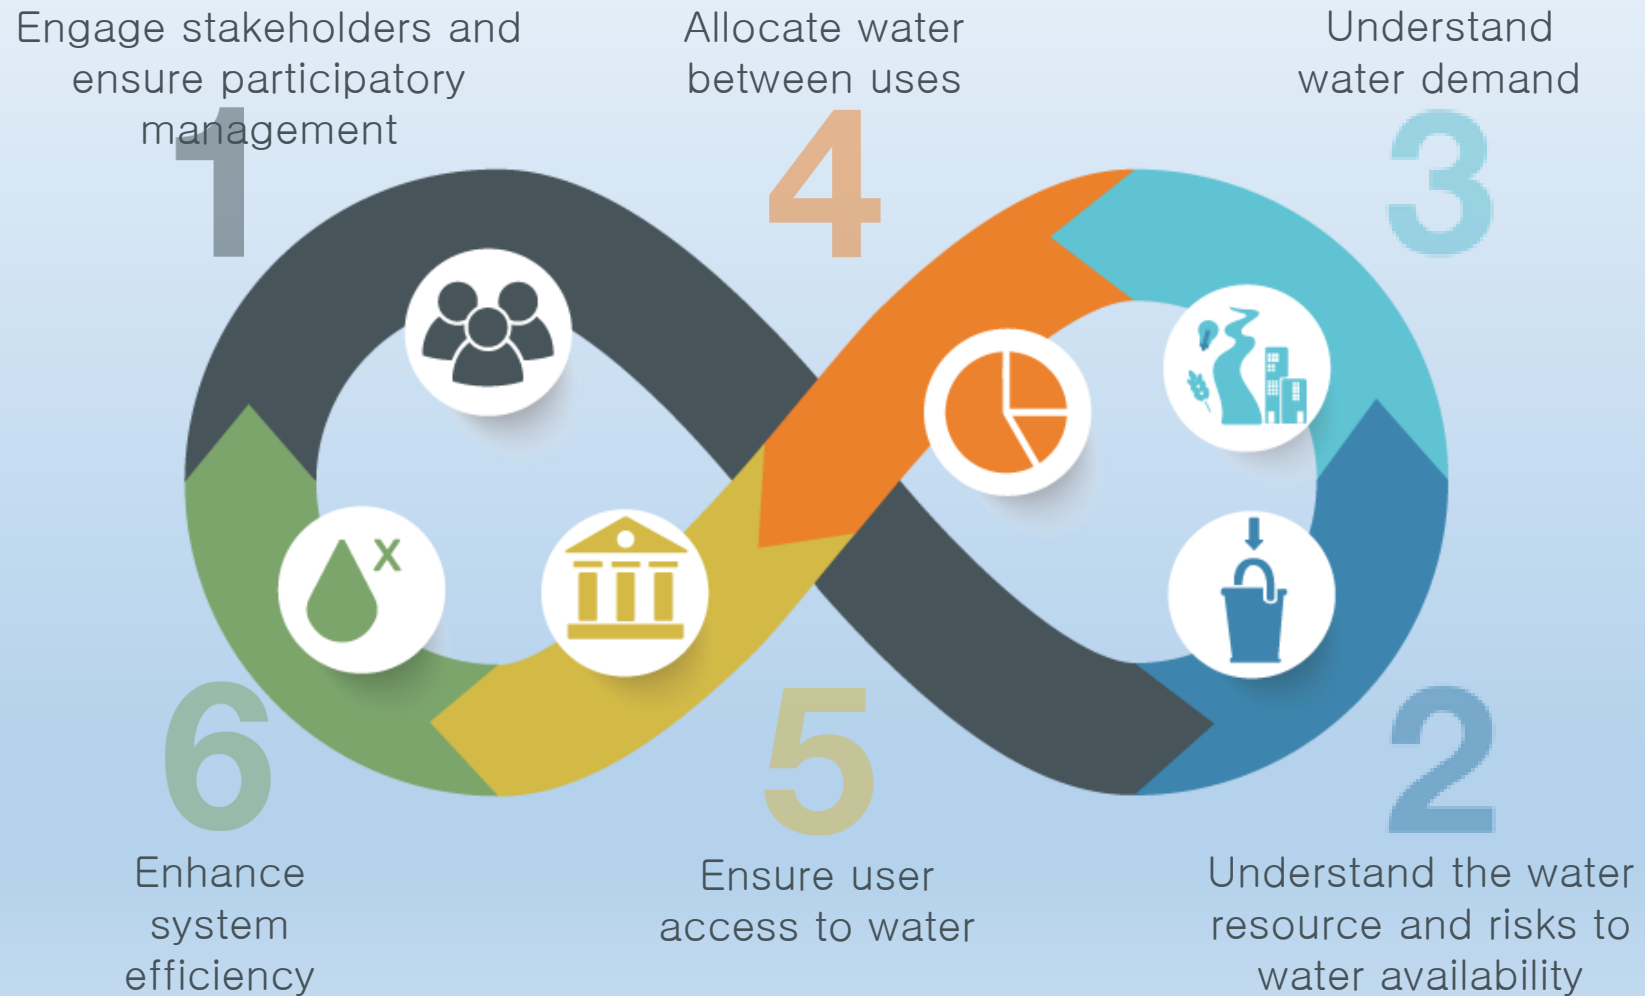 Engage stakeholders and
ensure participatory
management
1
Allocate water
between uses
4
Understand
water demand
3
X
6
Enhance
system
efficiency
5
Ensure user
access to water
2
Understand the water
resource and risks to
water availability